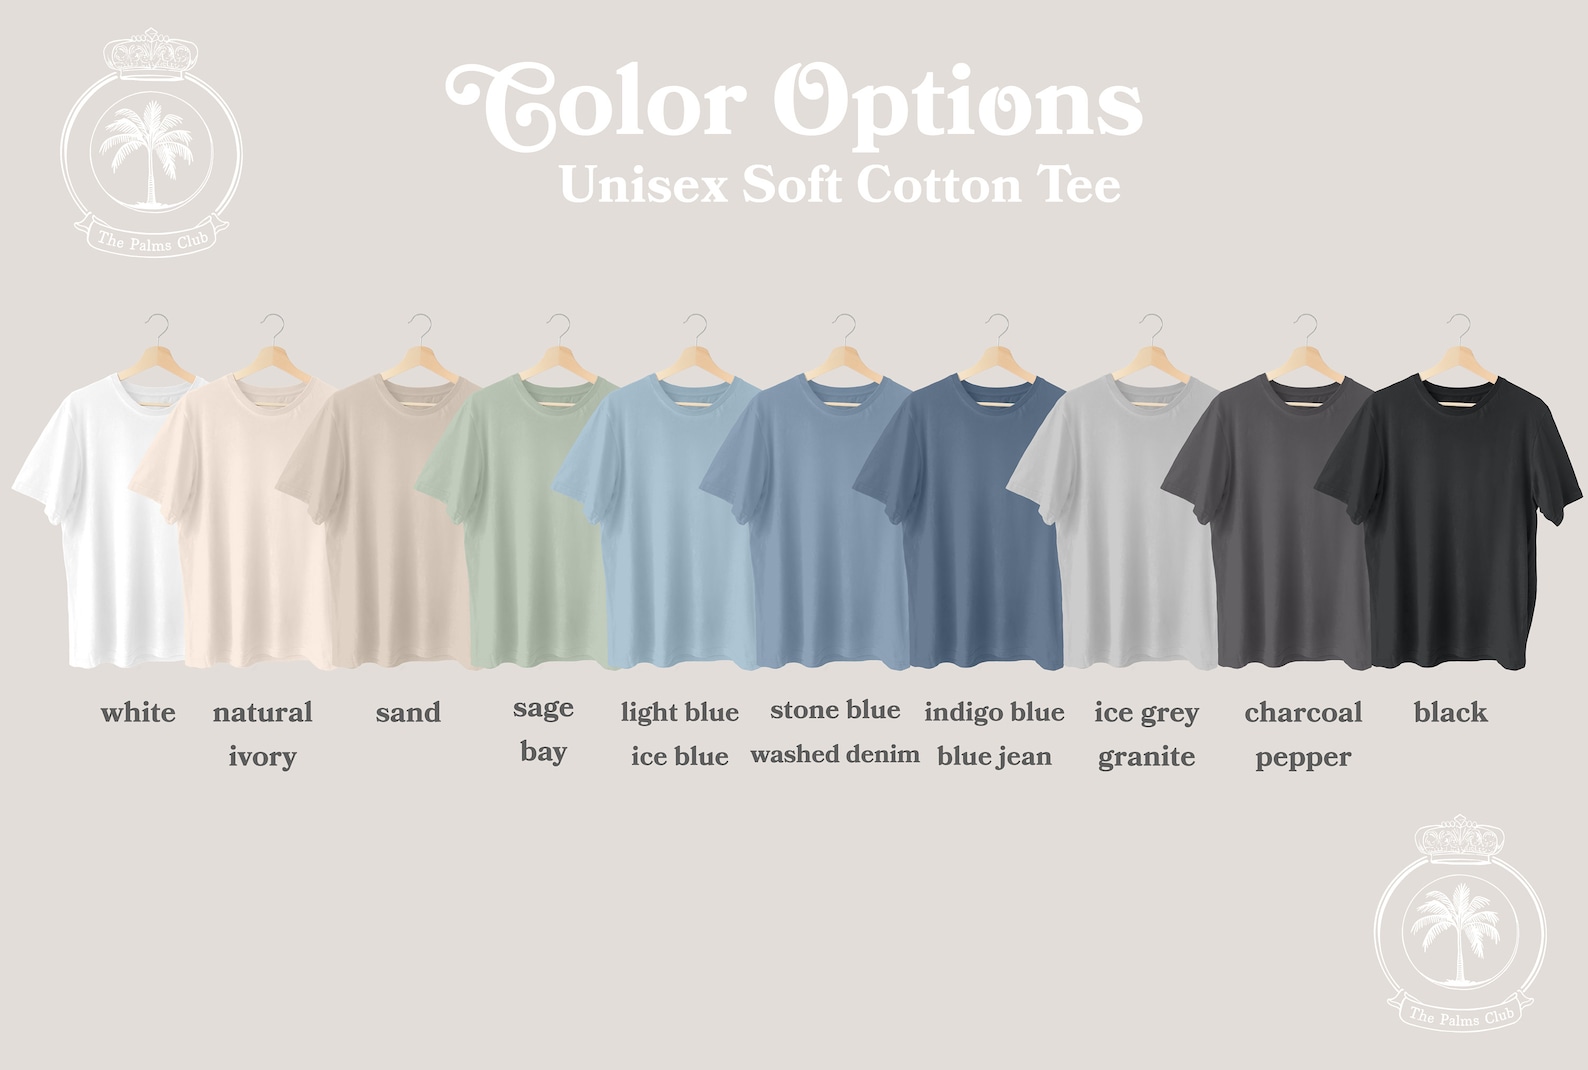 The Palms Club
Color Options
Unisex Soft Cotton Tee
white
natural
ivory
sand
sage
bay
light blue
ice blue
stone blue
washed denim
indigo blue
blue jean
ice grey
granite
charcoal
pepper
black
The Palms Club